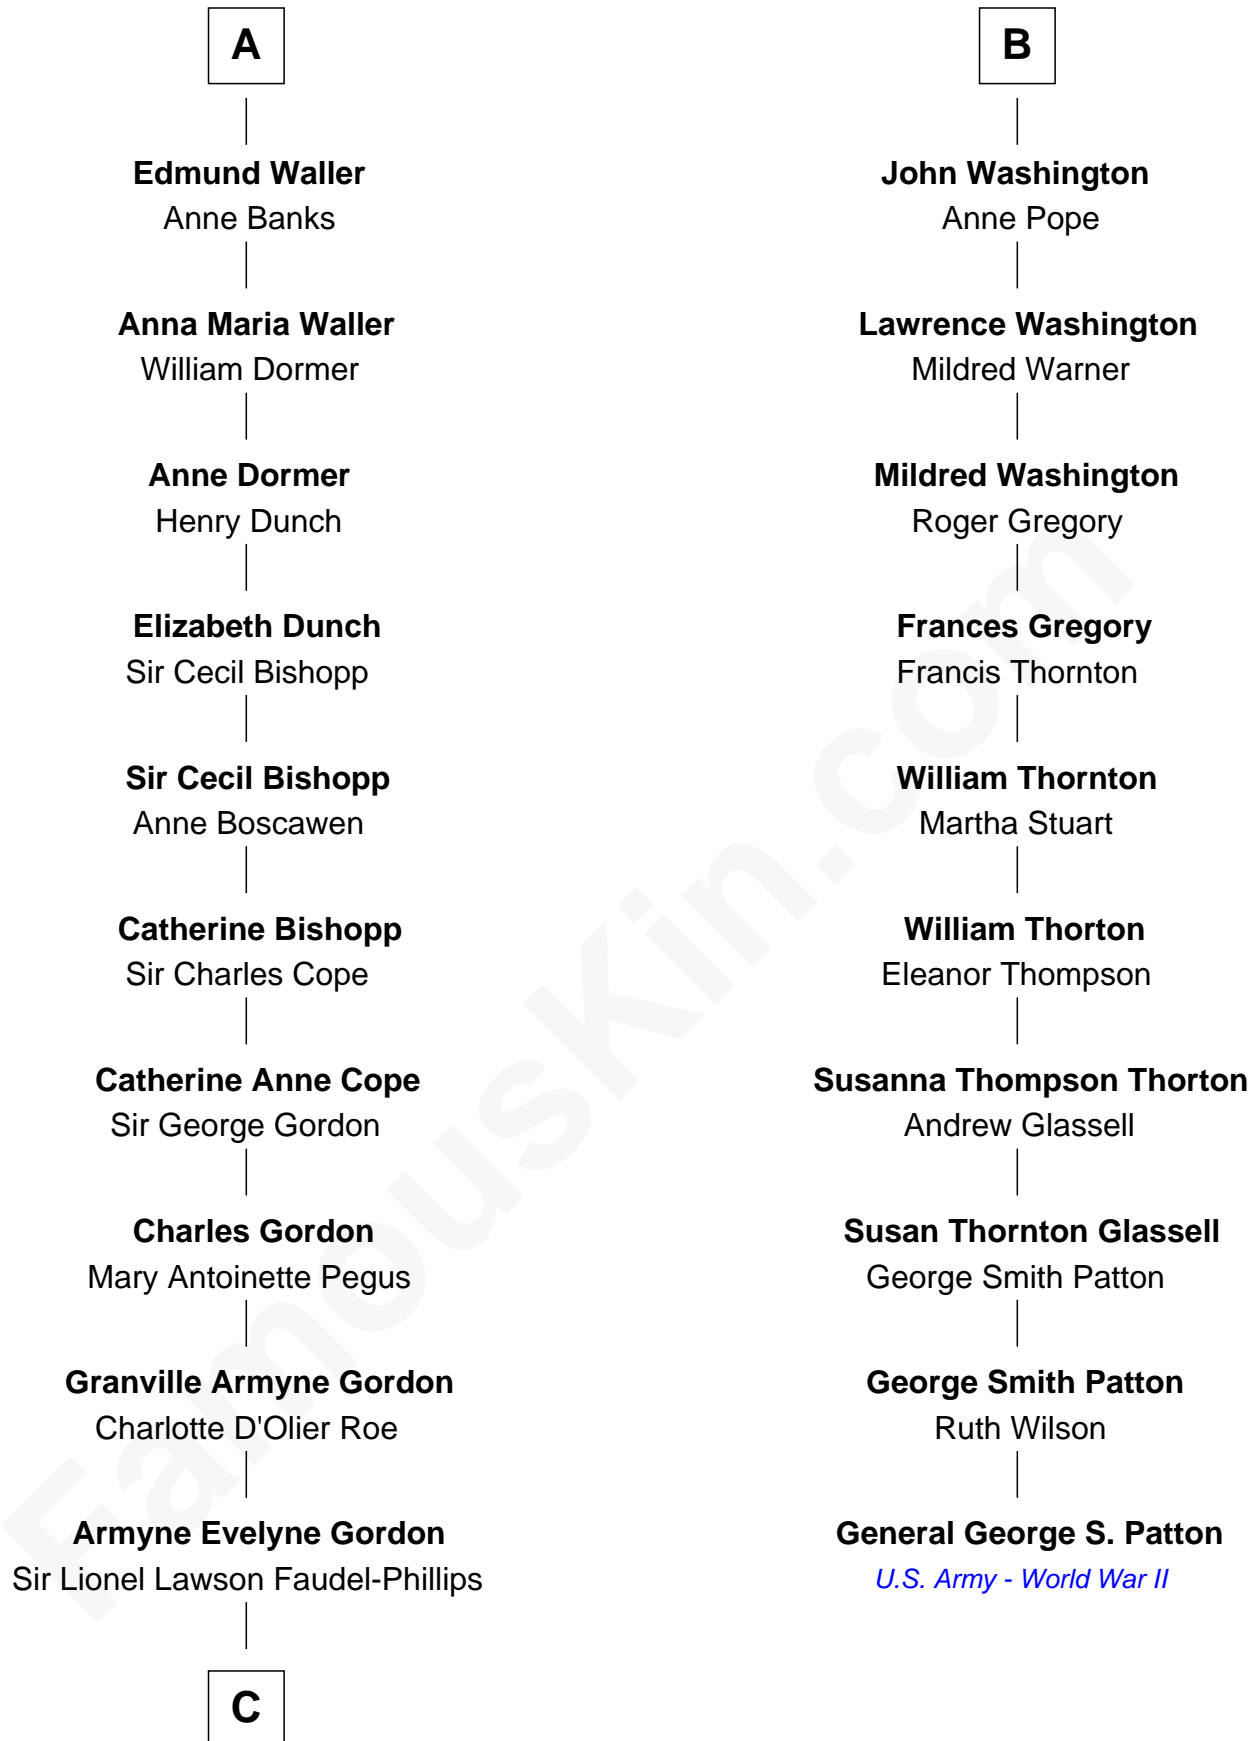 A
Edmund Waller
Anne Banks
Anna Maria Waller
William Dormer
Anne Dormer
Henry Dunch
Elizabeth Dunch
Sir Cecil Bishopp
Sir Cecil Bishopp
Anne Boscawen
Catherine Bishopp
Sir Charles Cope
Catherine Anne Cope
Sir George Gordon
Charles Gordon
Mary Antoinette Pegus
Granville Armyne Gordon
Charlotte D'Olier Roe
Armyne Evelyne Gordon
Sir Lionel Lawson Faudel-Phillips
C
B
John Washington
Anne Pope
Lawrence Washington
Mildred Warner
Mildred Washington
Roger Gregory
Frances Gregory
Francis Thornton
William Thornton
Martha Stuart
William Thorton
Eleanor Thompson
Susanna Thompson Thorton
Andrew Glassell
Susan Thornton Glassell
George Smith Patton
George Smith Patton
Ruth Wilson
General George S. Patton
U.S. Army - World War II
FamousKin.com